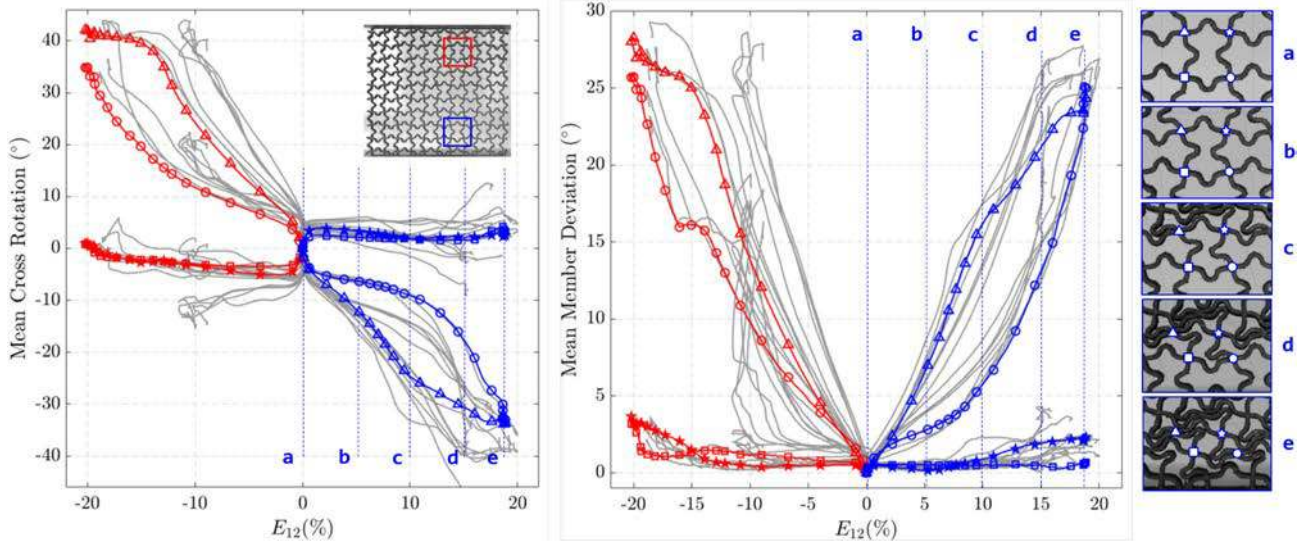 Mean Cross Rotation (°)
40
30
20
10
0
-10
-20
-30
-40
a b c d e
-20 -10 0 10 20
E12(%)
Mean Member Deviation (°)
30
25
20
15
10
5
0
a b c d e
-20 -15 -10 -5 0 5 10 15 20
E12(%)
a
b
c
d
e